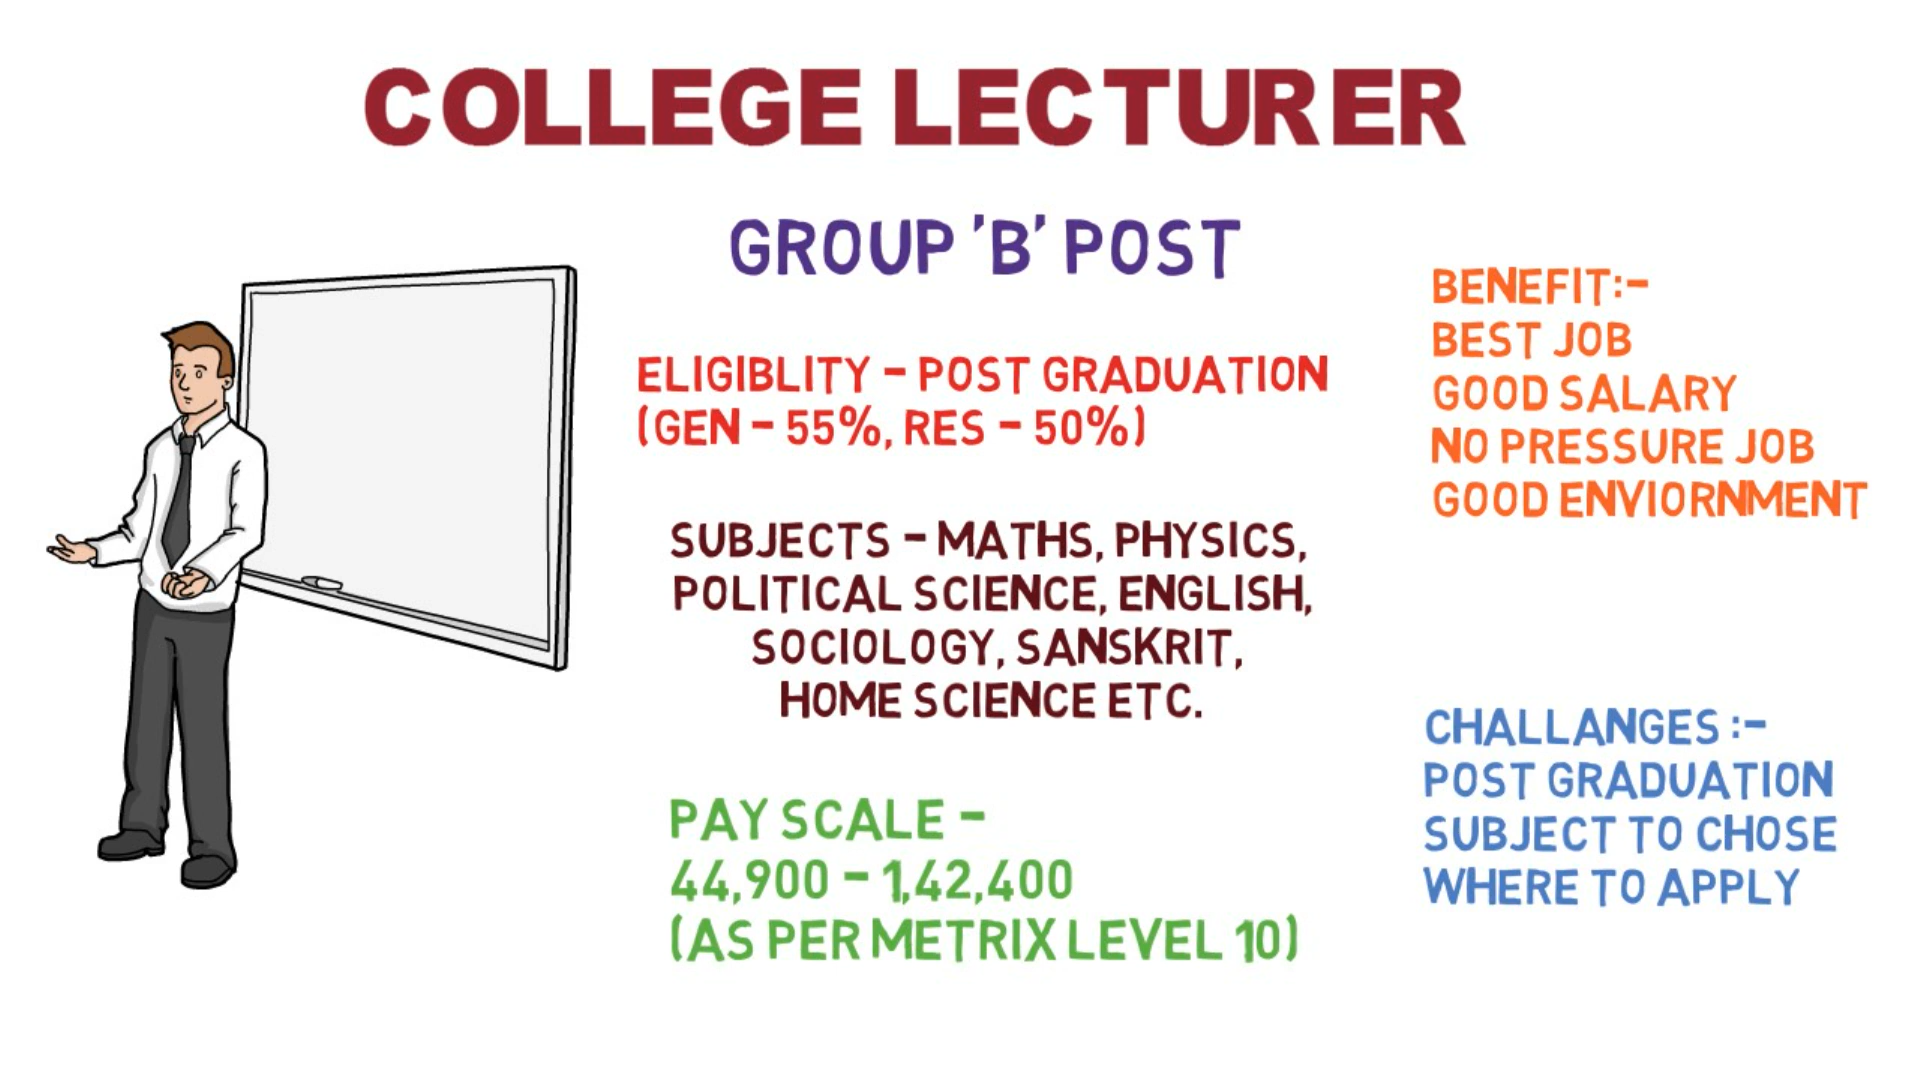 COLLEGE LECTURER
GROUP 'B' POST
ELIGIBLITY - POST GRADUATION
(GEN - 55%, RES - 50%)
SUBJECTS - MATHS, PHYSICS,
POLITICAL SCIENCE, ENGLISH,
SOCIOLOGY, SANSKRIT,
HOME SCIENCE ETC.
PAY SCALE -
44,900 - 1,42,400
(AS PER METRIX LEVEL 10)
BENEFIT:-
BEST JOB
GOOD SALARY
NO PRESSURE JOB
GOOD ENVIORNMENT
CHALLANGES :-
POST GRADUATION
SUBJECT TO CHOSE
WHERE TO APPLY